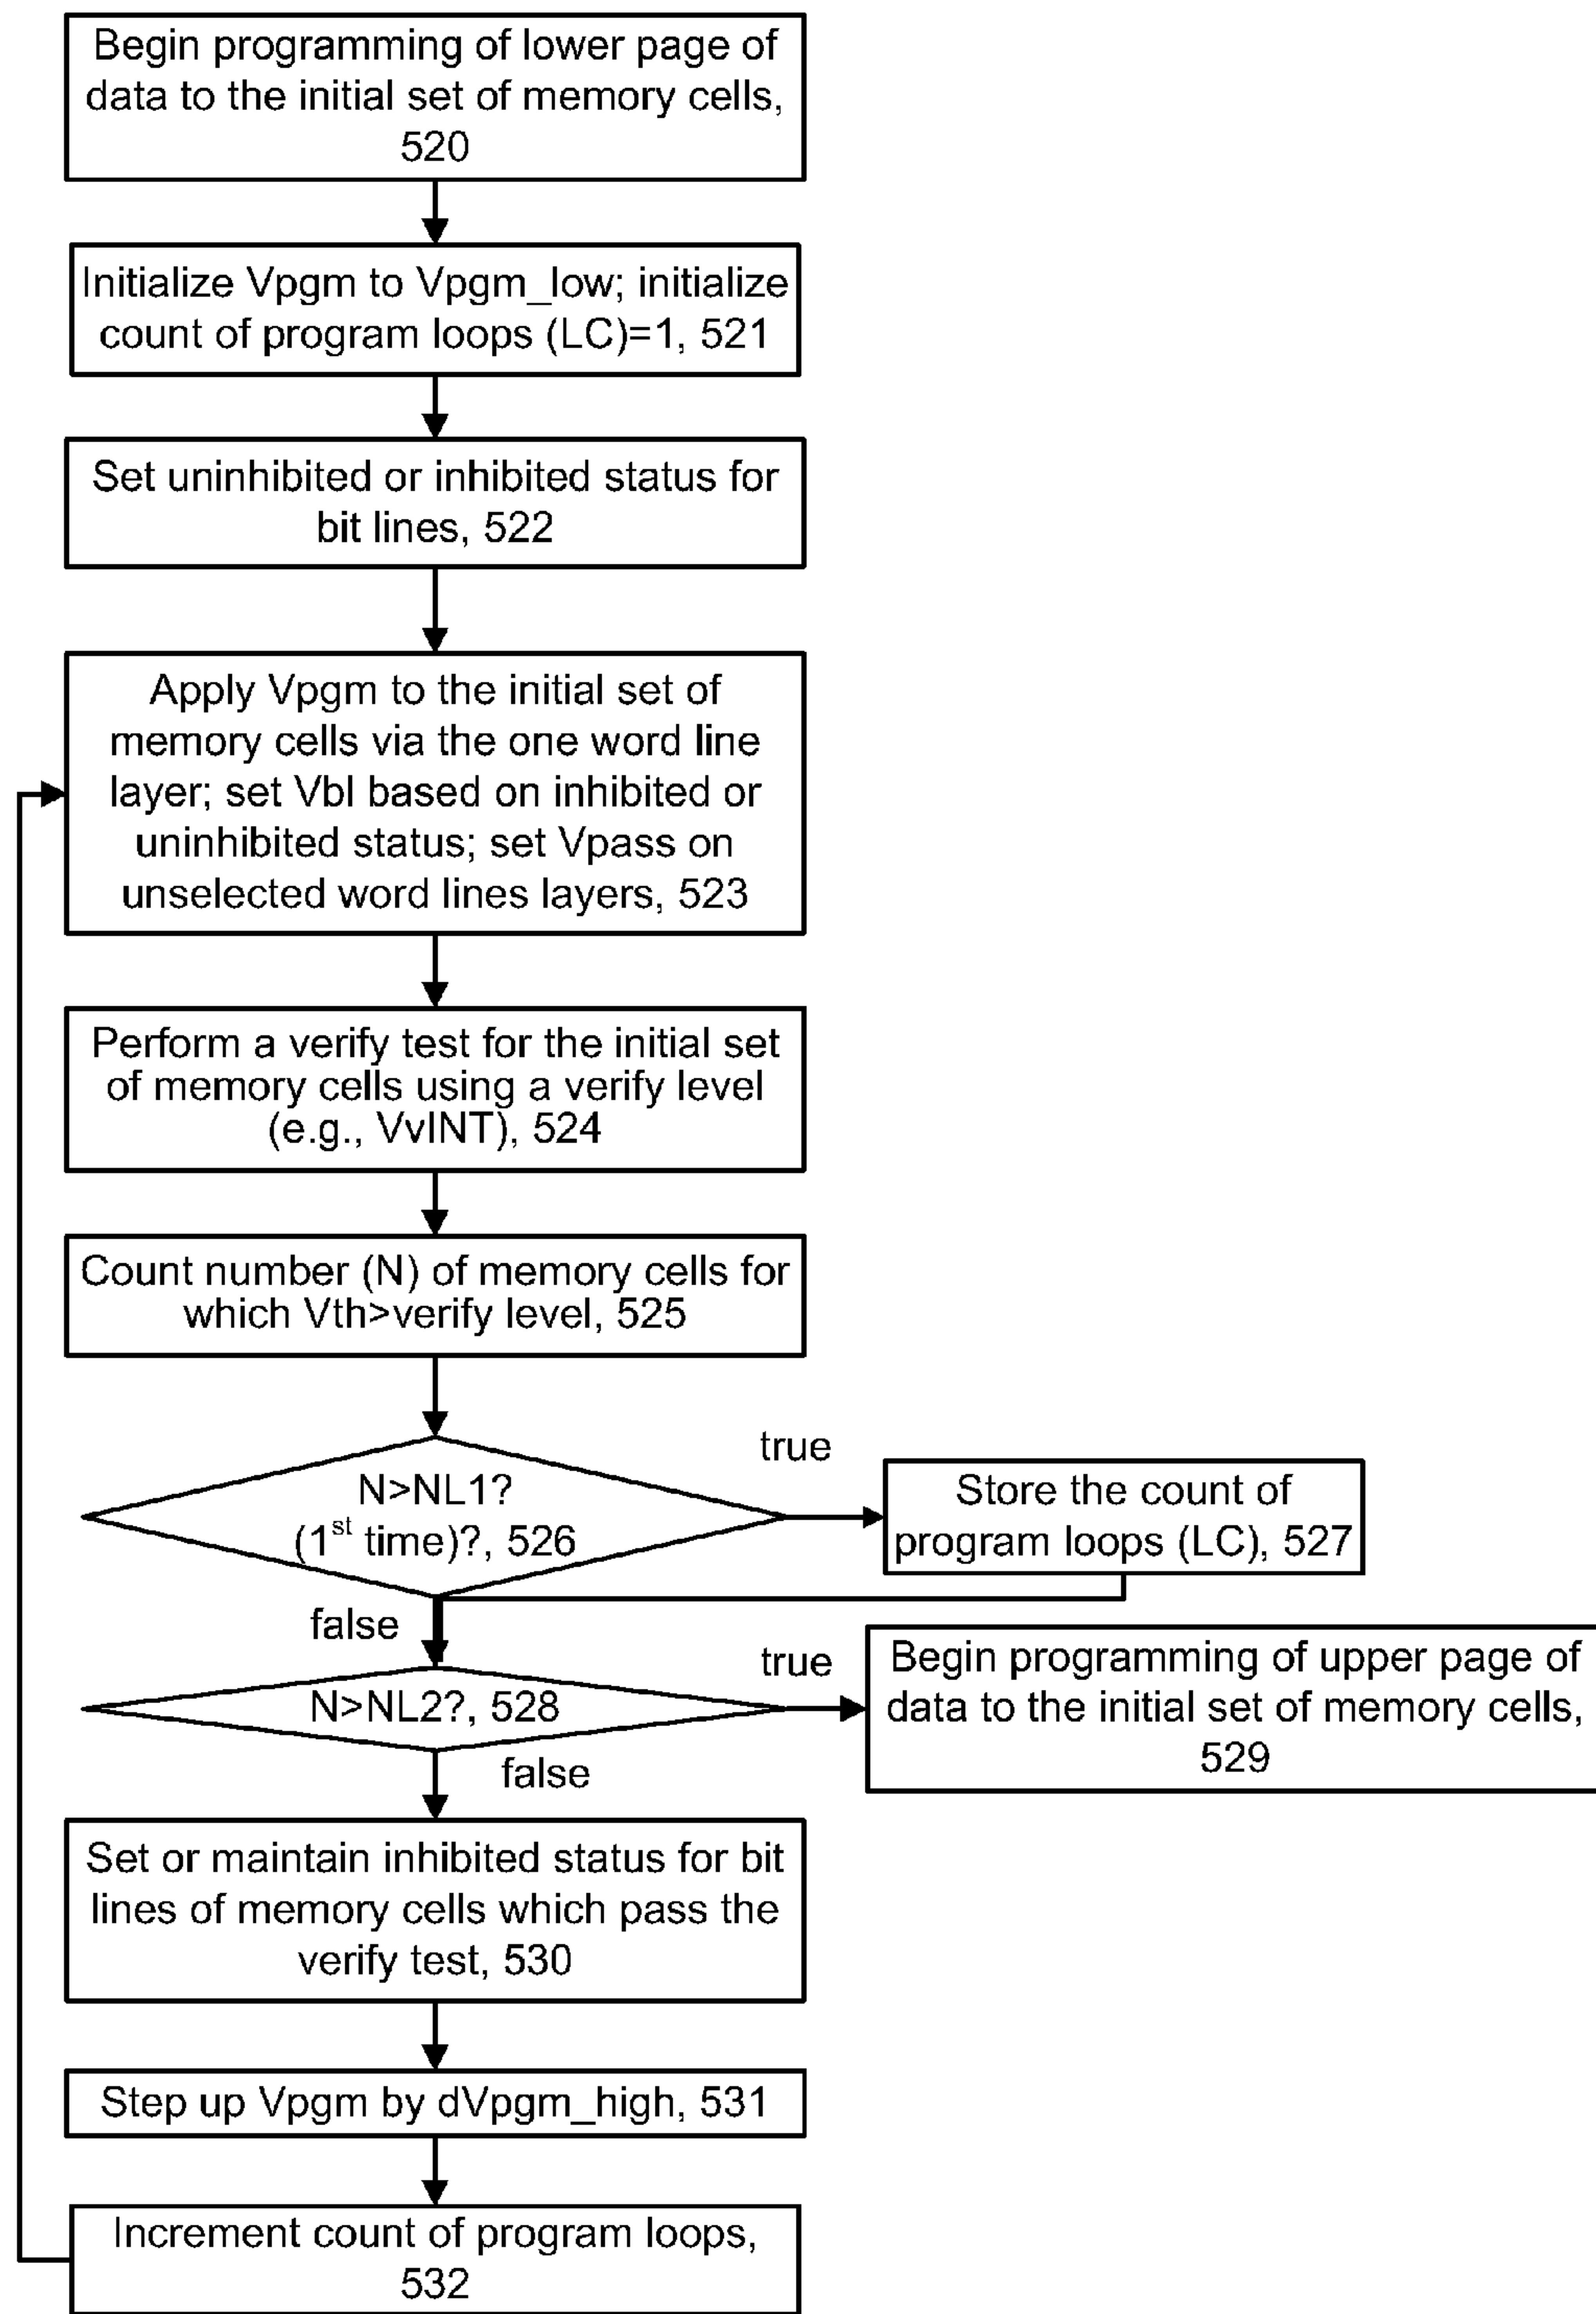 Begin programming of lower page of
data to the initial set of memory cells,
520
Initialize Vpgm to Vpgm_low; initialize
count of program loops (LC)=1, 521
Set uninhibited or inhibited status for
bit lines, 522
Apply Vpgm to the initial set of
memory cells via the one word line
layer; set Vbl based on inhibited or
uninhibited status; set Vpass on
unselected word lines layers, 523
Perform a verify test for the initial set
of memory cells using a verify level
(e.g., VvINT), 524
Count number (N) of memory cells for
which Vth>verify level, 525
true
N>NL1?
(1st time)?, 526
Store the count of
program loops (LC), 527
false
true
N>NL2?, 528
Begin programming of upper page of
data to the initial set of memory cells,
529
false
Set or maintain inhibited status for bit
lines of memory cells which pass the
verify test, 530
Step up Vpgm by dVpgm_high, 531
Increment count of program loops,
532